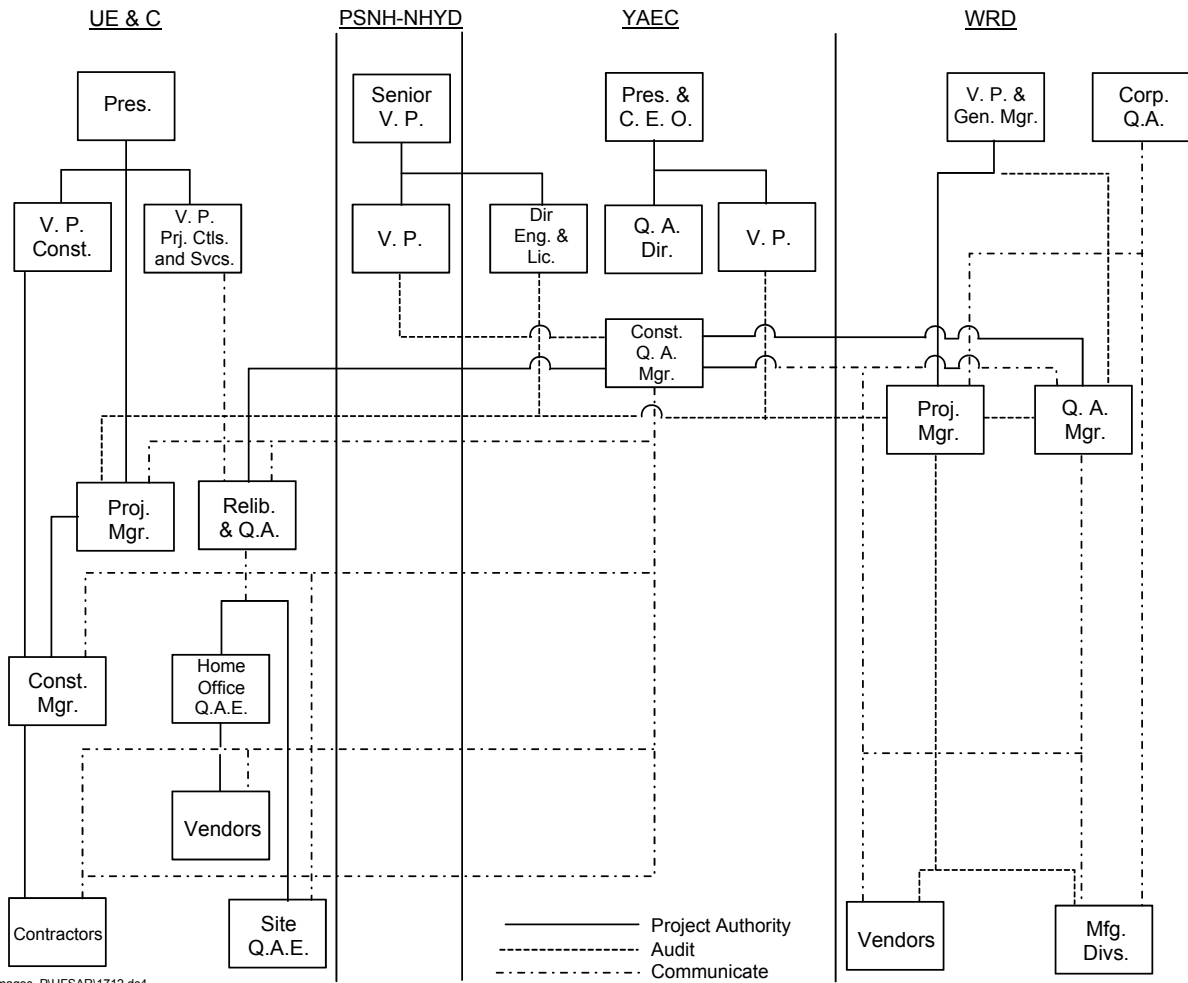 UE & C
PSNH-NHYD
YAEC
WRD
Pres.
Senior
V. P.
Pres. &
C. E. O.
V. P. &
Gen. Mgr.
Corp.
Q.A.
V. P.
Const.
V. P.
Prj. Ctls.
and Svcs.
V. P.
Dir
Eng. &
Lic.
Q. A.
Dir.
V. P.
Const.
Q. A.
Mgr.
Proj.
Mgr.
Q. A.
Mgr.
Proj.
Mgr.
Relib.
& Q.A.
Const.
Mgr.
Home
Office
Q.A.E.
Vendors
Contractors
Site
Q.A.E.
Vendors
Mfg.
Divs.
Project Authority
Audit
Communicate